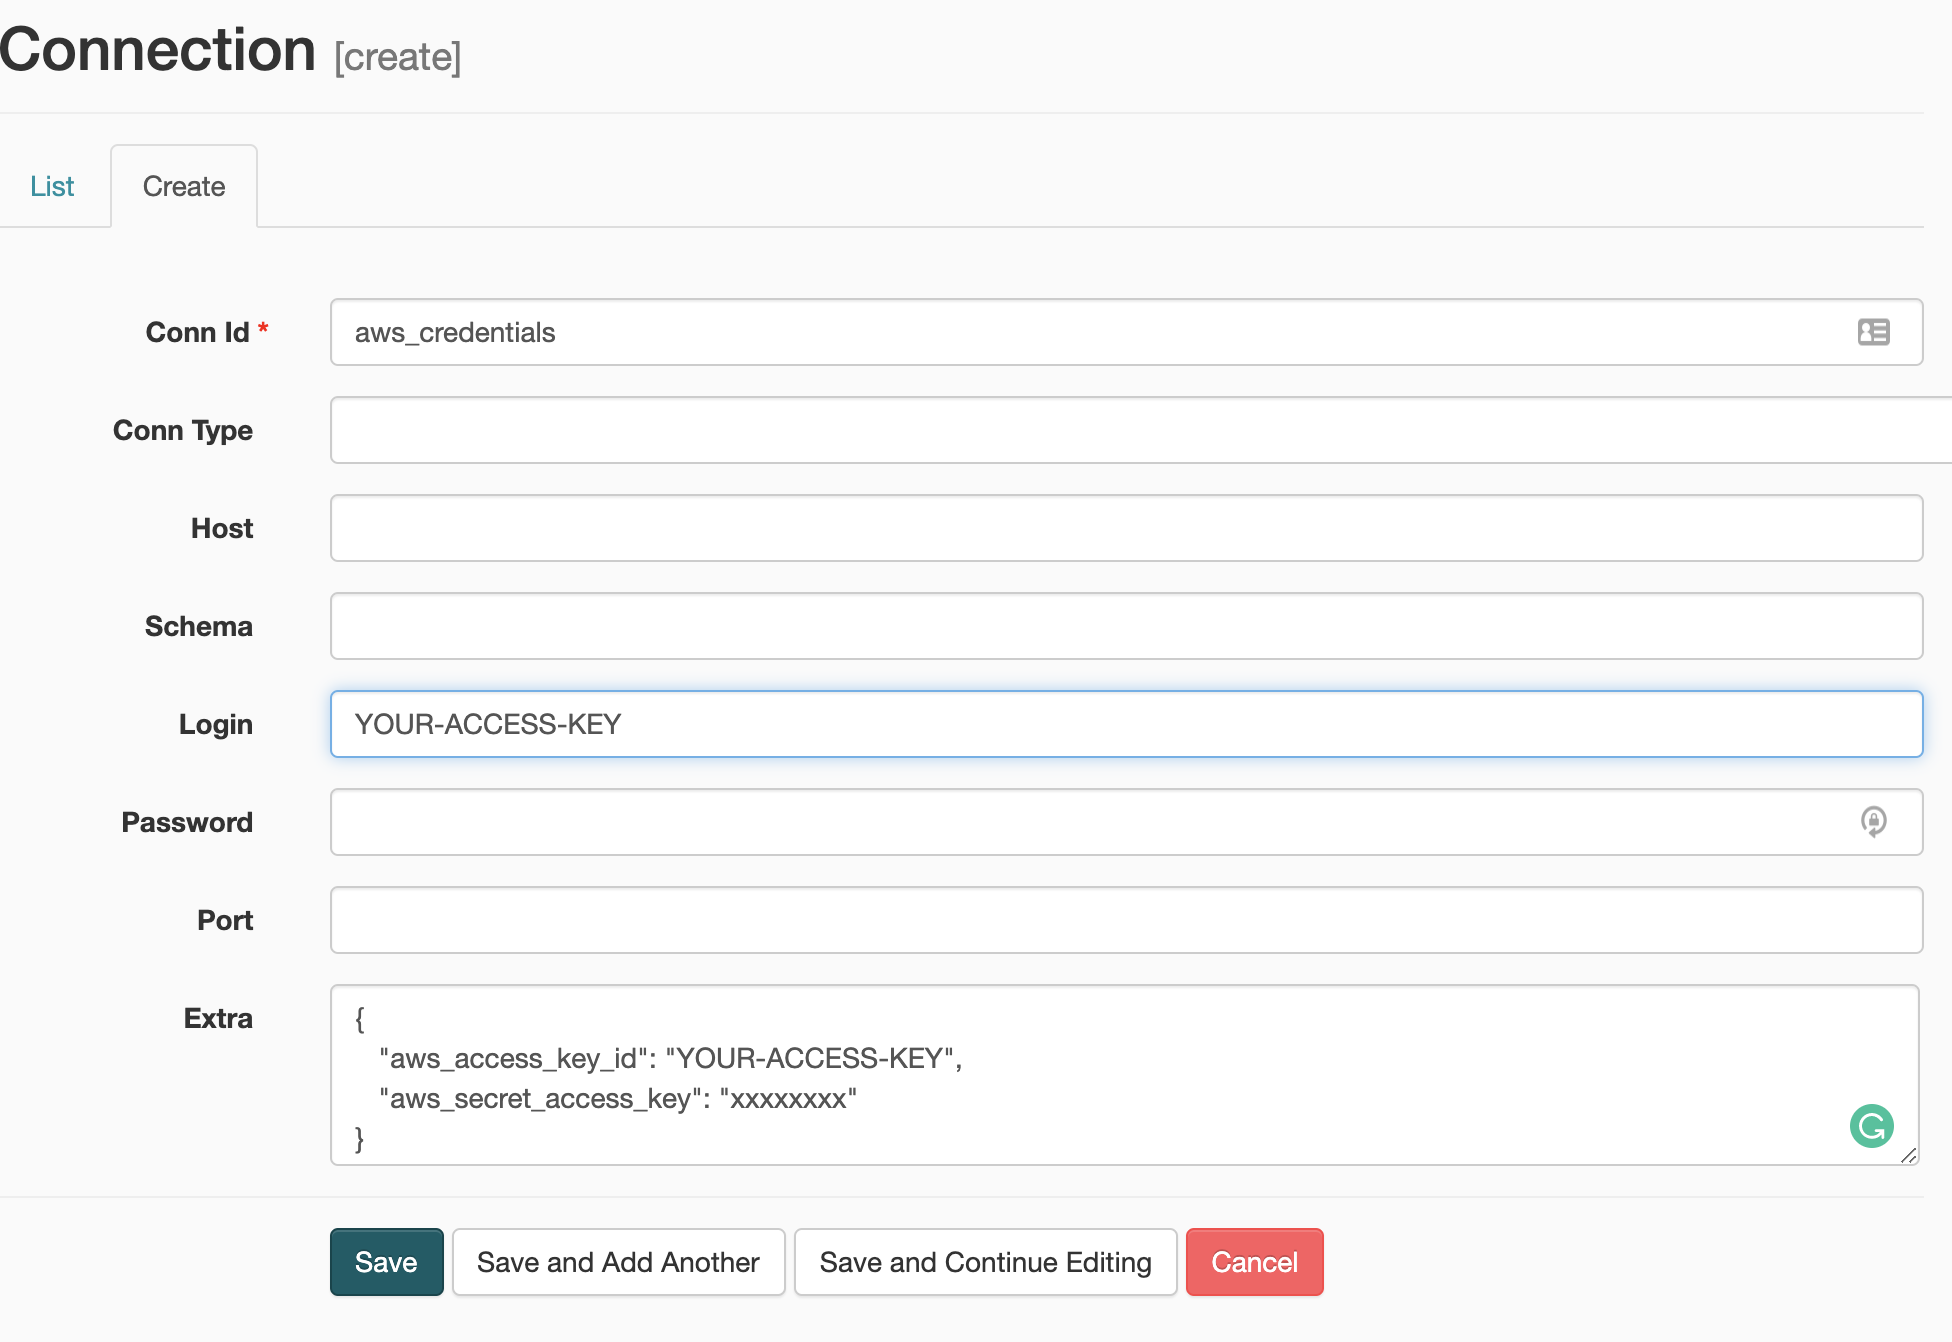 Connection [create]
List
Create
Conn Id *
aws_credentials
Conn Type
Host
Schema
Login
YOUR-ACCESS-KEY
Password
Port
Extra
{
"aws_access_key_id": "YOUR-ACCESS-KEY",
"aws_secret_access_key": "xxxxxxxx"
}
Save
Save and Add Another
Save and Continue Editing
Cancel